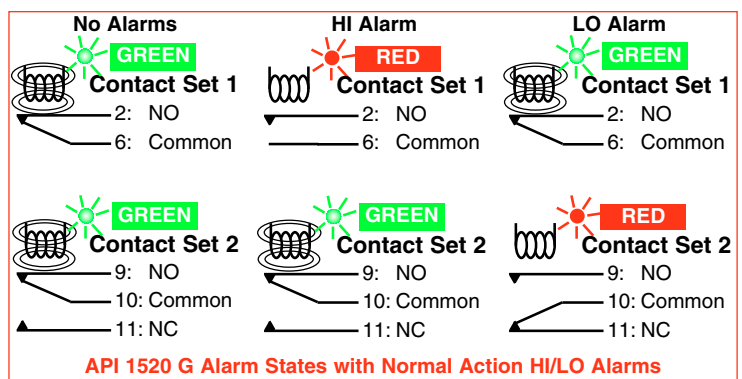 No Alarms HI Alarm LO Alarm
GREEN RED GREEN
Contact Set 1 Contact Set 1 Contact Set 1
2: NO 2: NO 2: NO
6: Common 6: Common 6: Common
GREEN GREEN RED
Contact Set 2 Contact Set 2 Contact Set 2
9: NO 9: NO 9: NO
10: Common 10: Common 10: Common
11: NC 11: NC 11: NC
API 1520 G Alarm States with Normal Action HI/LO Alarms